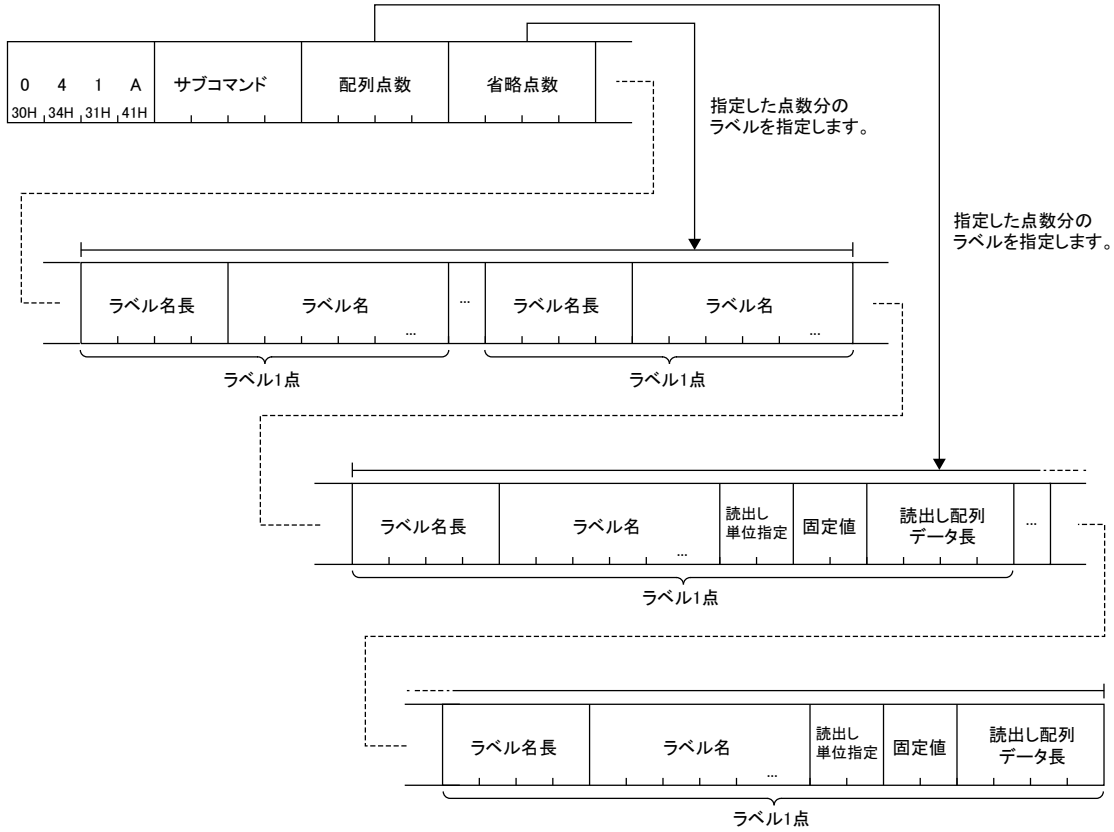 0 4 1 A
30H 34H 31H 41H
サブコマンド
配列点数
省略点数
指定した点数分の
ラベルを指定します。
指定した点数分の
ラベルを指定します。
ラベル名長
ラベル名
...
...
ラベル名長
ラベル名
...
ラベル1点
ラベル1点
ラベル名長
ラベル名
...
読出し
単位指定
固定値
読出し配列
データ長
...
ラベル1点
ラベル名長
ラベル名
...
読出し
単位指定
固定値
読出し配列
データ長
ラベル1点